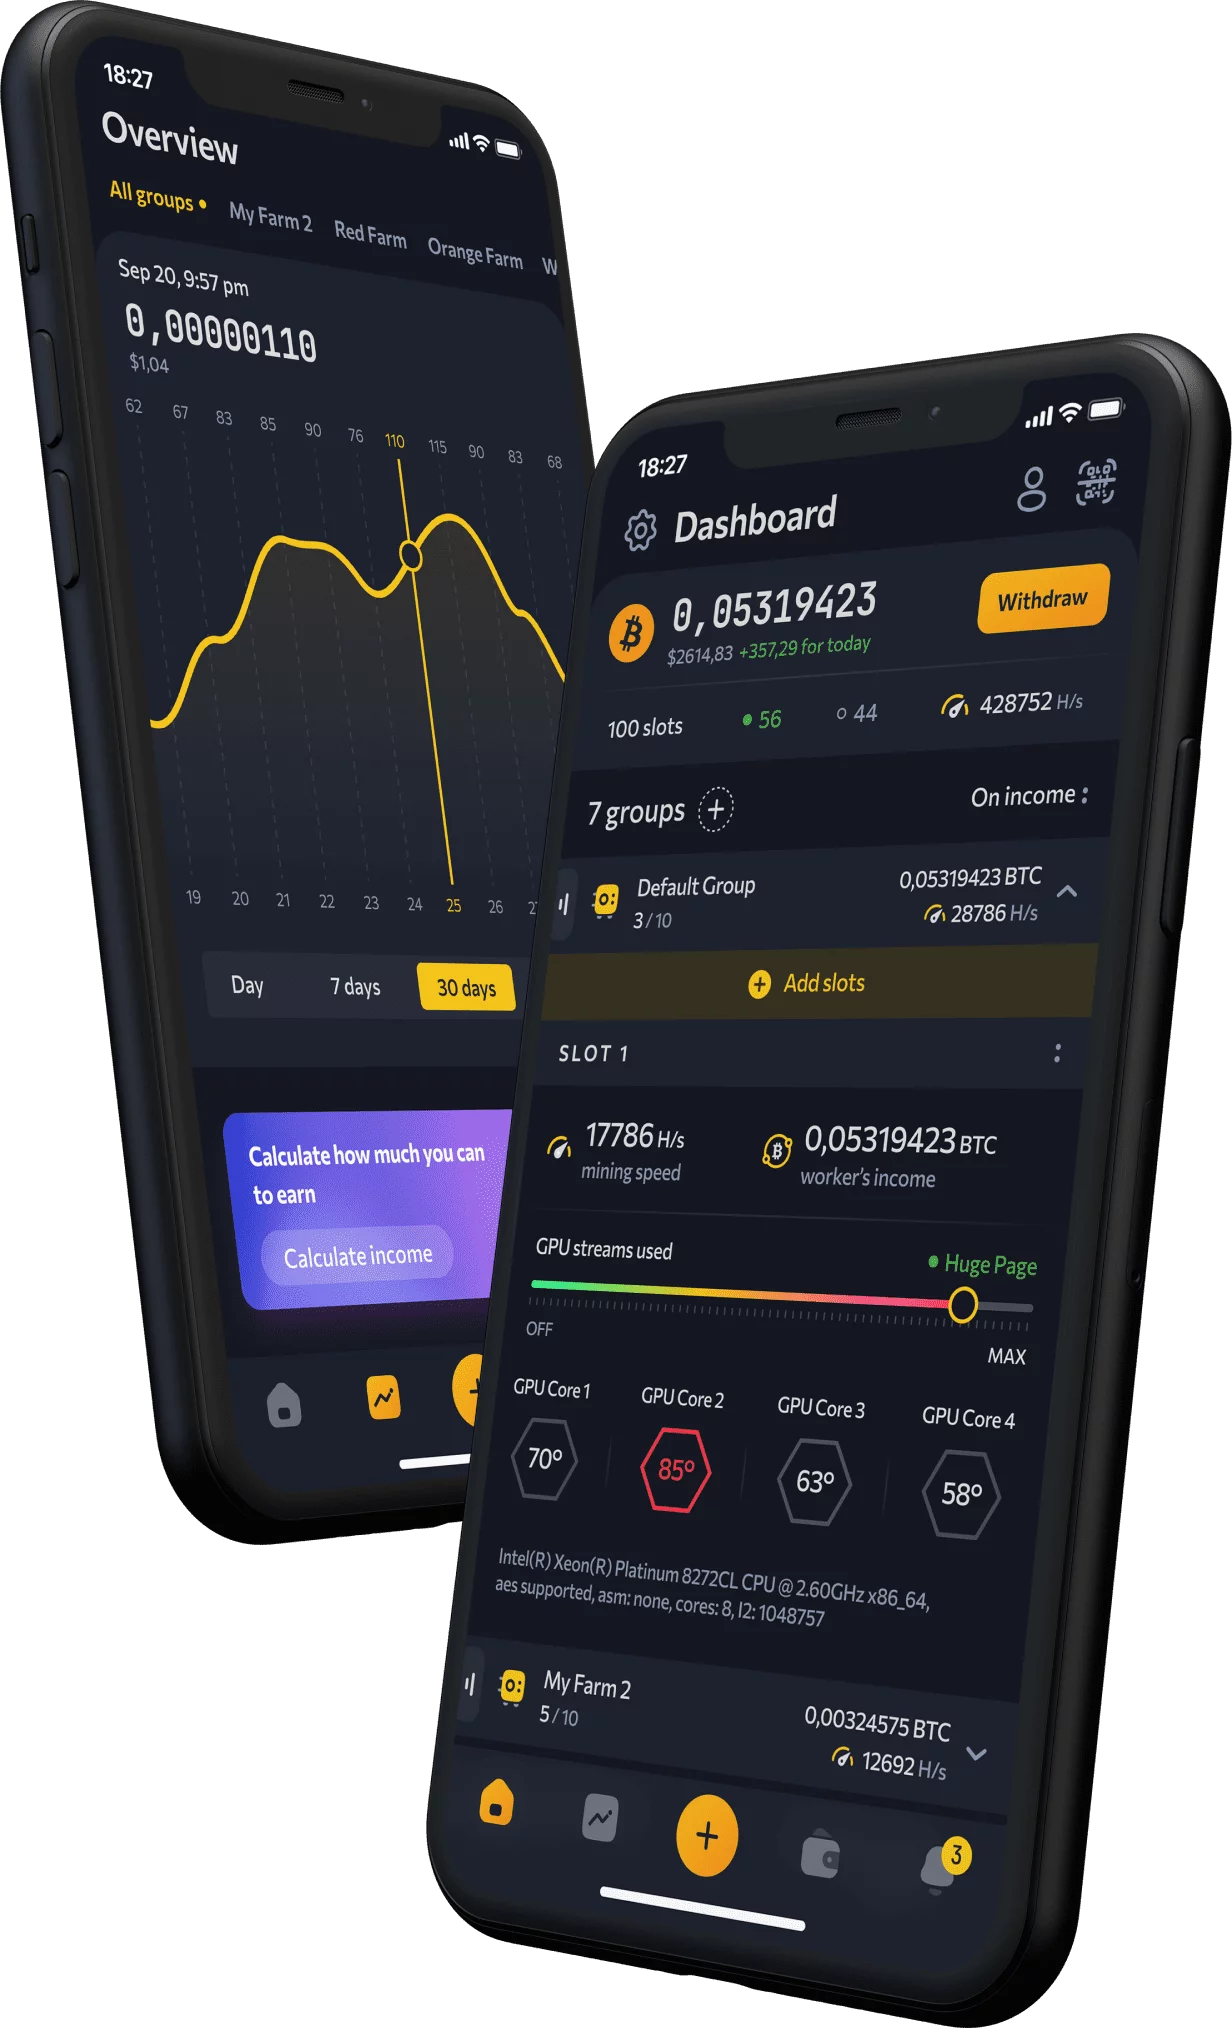 18:27
Overview
All groups • My Farm 2 Red Farm Orange Farm W
Sep 20, 9:57 pm
0,00000110
$1,04
62 67 83 85 90 76 110 115 90 83 68
19 20 21 22 23 24 25 26
Day 7 days 30 days
Calculate how much you can
to earn
Calculate income
18:27
Dashboard
0,05319423
$2614,83 +357,29 for today
Withdraw
100 slots 56 44 428752 H/s
7 groups On income
Default Group
3/10
0,05319423 BTC
28786 H/s
Add slots
SLOT 1
17786 H/s
mining speed
0,05319423 BTC
worker's income
GPU streams used Huge Page
OFF
MAX
GPU Core 1 GPU Core 2 GPU Core 3 GPU Core 4
70° 85° 63° 58°
Intel(R) Xeon(R) Platinum 8272CL CPU @ 2.60GHz x86_64,
aes supported, asm: none, cores: 8, l2: 1048757
My Farm 2
5/10
0,00324575 BTC
12692 H/s
3